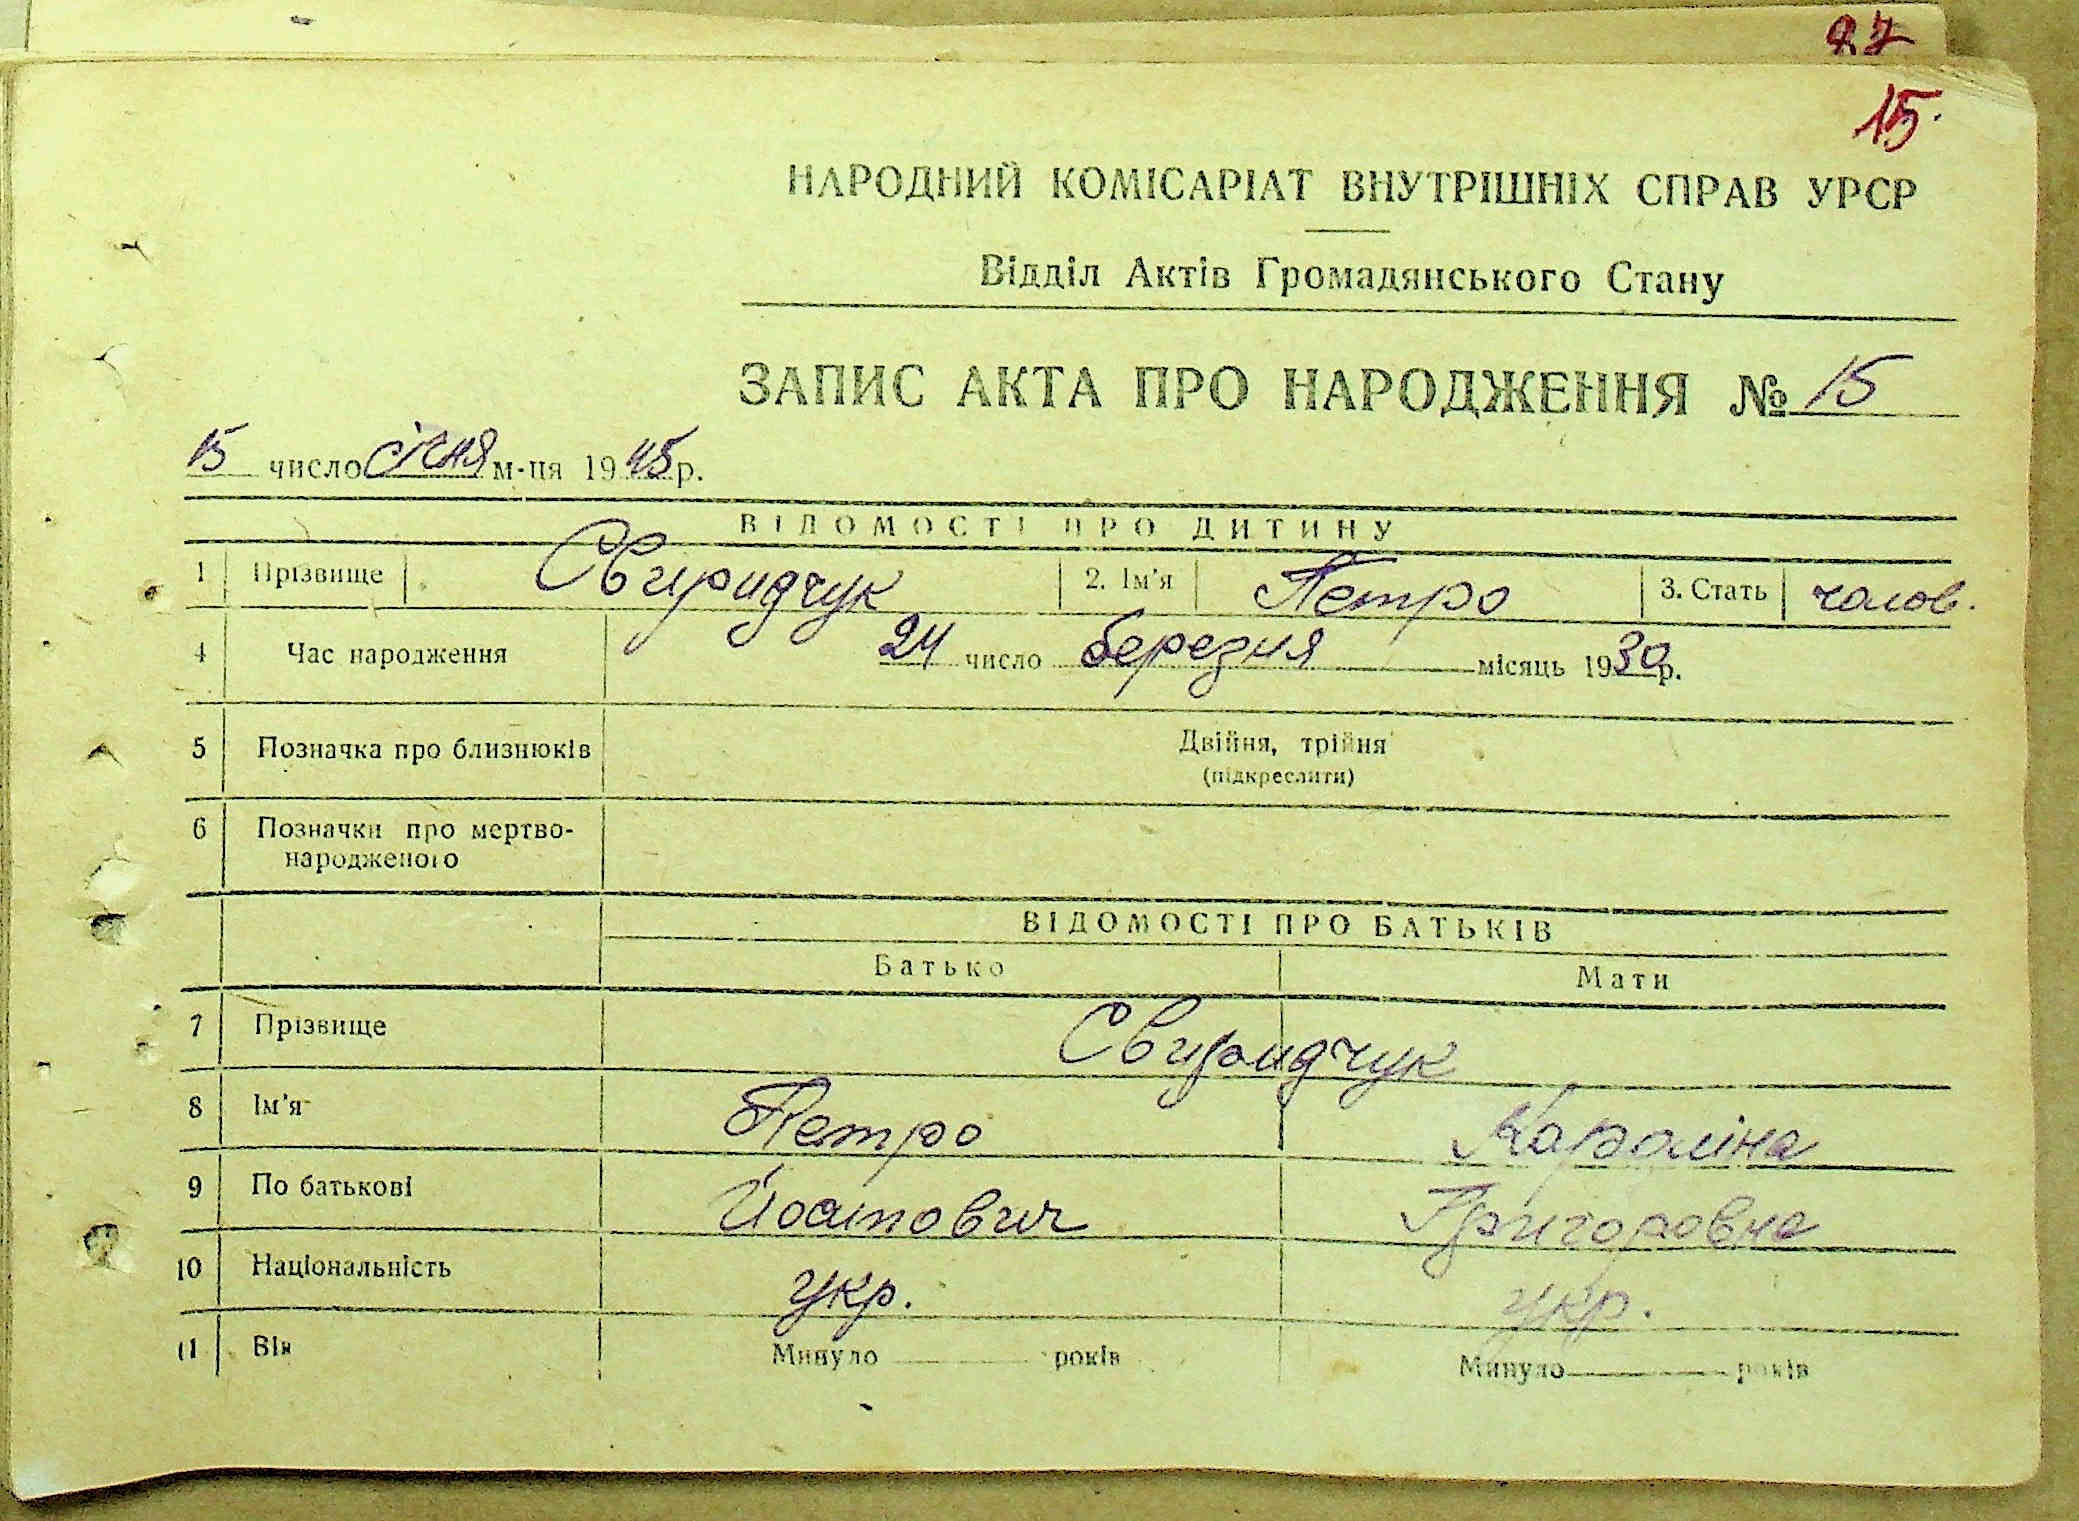 27
15.
НАРОДНИЙ КОМІСАРІАТ ВНУТРІШНІХ СПРАВ УРСР
Відділ Актів Громадянського Стану
ЗАПИС АКТА ПРО НАРОДЖЕННЯ № 15
15 число січня м-ця 1945 р.
ВІДОМОСТІ ПРО ДИТИНУ
1 Прізвище Свиридчук 2. Ім'я Петро 3. Стать чолов.
4 Час народження 24 число березня місяць 1930 р.
5 Позначка про близнюків Двійня, трійня
(підкреслити)
6 Позначки про мертво-
народженого
ВІДОМОСТІ ПРО БАТЬКІВ
Батько Мати
7 Прізвище Свиридчук
8 Ім'я Петро Кароліна
9 По батькові Йосипович Григоровна
10 Національність укр. укр.
11 Вік Минуло років Минуло років